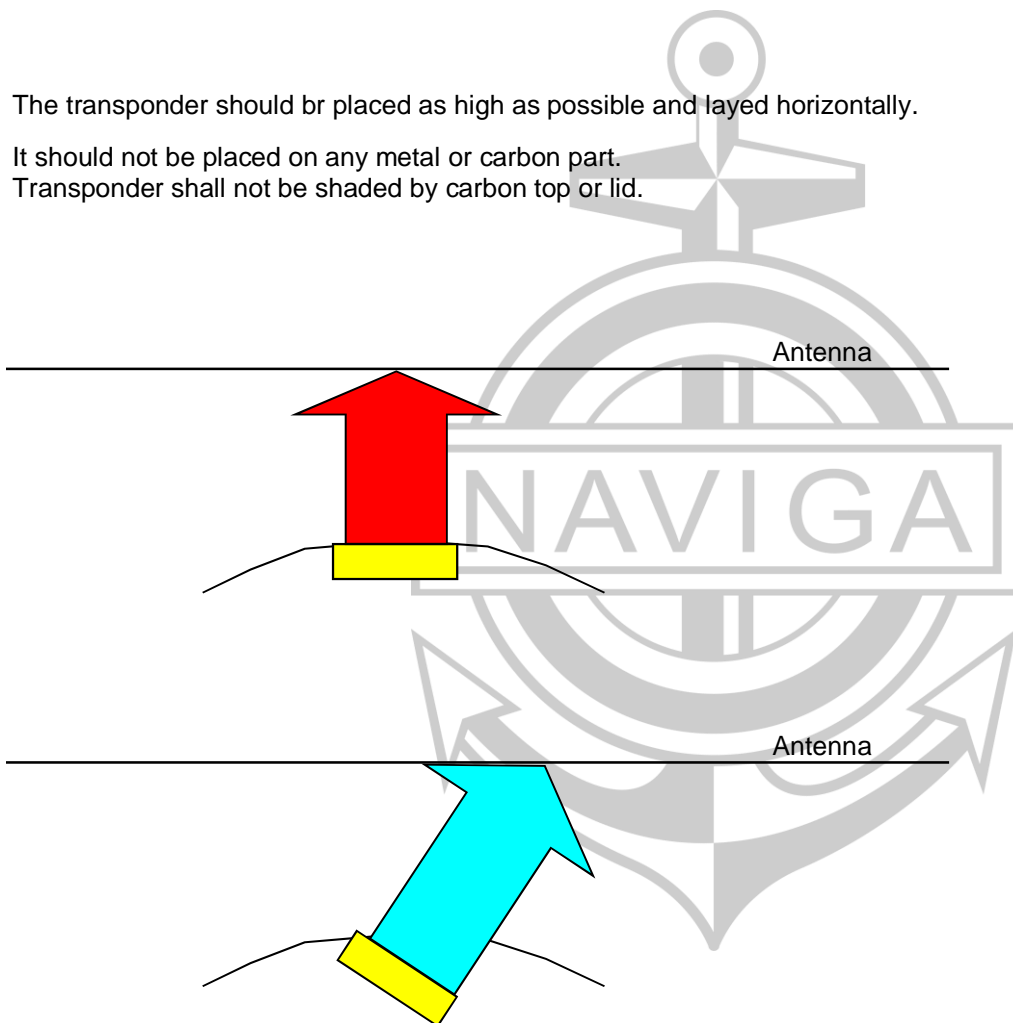 The transponder should br placed as high as possible and layed horizontally.
It should not be placed on any metal or carbon part.
Transponder shall not be shaded by carbon top or lid.
Antenna
NAVIGA
Antenna